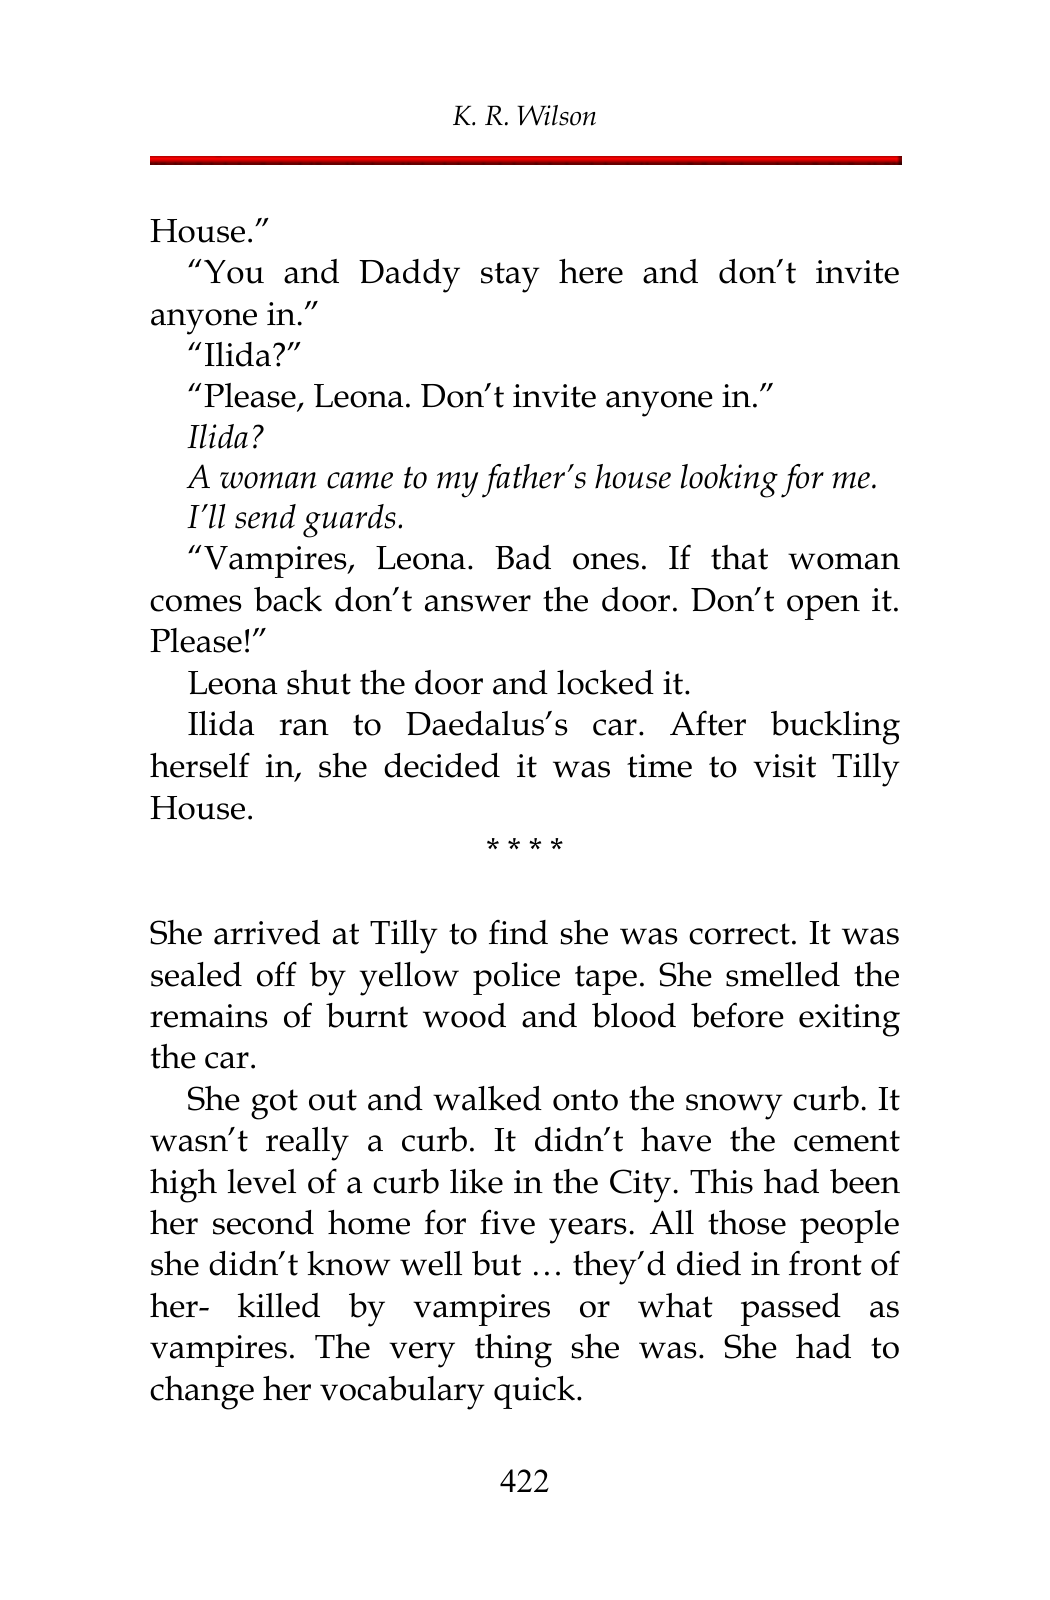 K. R. Wilson
House.”
“You and Daddy stay here and don’t invite
anyone in.”
“Ilida?”
“Please, Leona. Don’t invite anyone in.”
Ilida?
A woman came to my father’s house looking for me.
I’ll send guards.
“Vampires, Leona. Bad ones. If that woman
comes back don’t answer the door. Don’t open it.
Please!”
Leona shut the door and locked it.
Ilida ran to Daedalus’s car. After buckling
herself in, she decided it was time to visit Tilly
House.
* * * *
She arrived at Tilly to find she was correct. It was
sealed off by yellow police tape. She smelled the
remains of burnt wood and blood before exiting
the car.
She got out and walked onto the snowy curb. It
wasn’t really a curb. It didn’t have the cement
high level of a curb like in the City. This had been
her second home for five years. All those people
she didn’t know well but … they’d died in front of
her- killed by vampires or what passed as
vampires. The very thing she was. She had to
change her vocabulary quick.
422